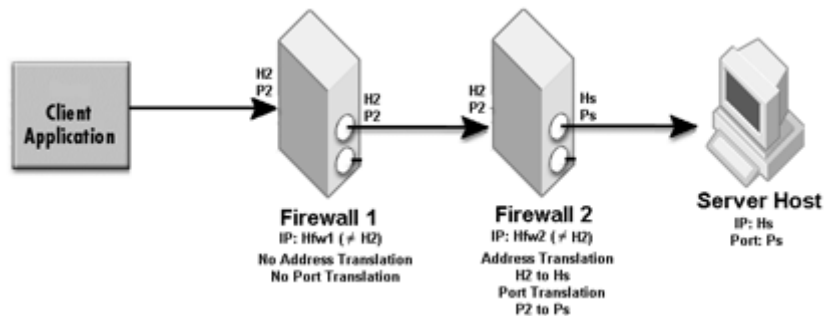 Client
Application
H2
P2
H2
P2
H2
P2
Hs
Ps
Firewall 1
IP: Hfw1 (≠ H2)
No Address Translation
No Port Translation
Firewall 2
IP: Hfw2 (≠ H2)
Address Translation
H2 to Hs
Port Translation
P2 to Ps
Server Host
IP: Hs
Port: Ps